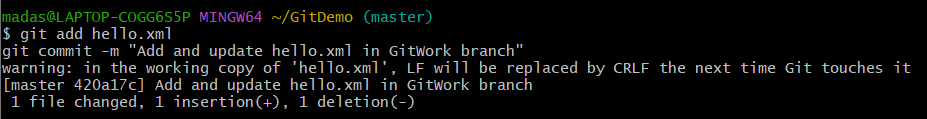 madas@LAPTOP-COGG6S5P MINGW64 ~/GitDemo (master)
$ git add hello.xml
git commit -m "Add and update hello.xml in GitWork branch"
warning: in the working copy of 'hello.xml', LF will be replaced by CRLF the next time Git touches it
[master 420a17c] Add and update hello.xml in GitWork branch
 1 file changed, 1 insertion(+), 1 deletion(-)